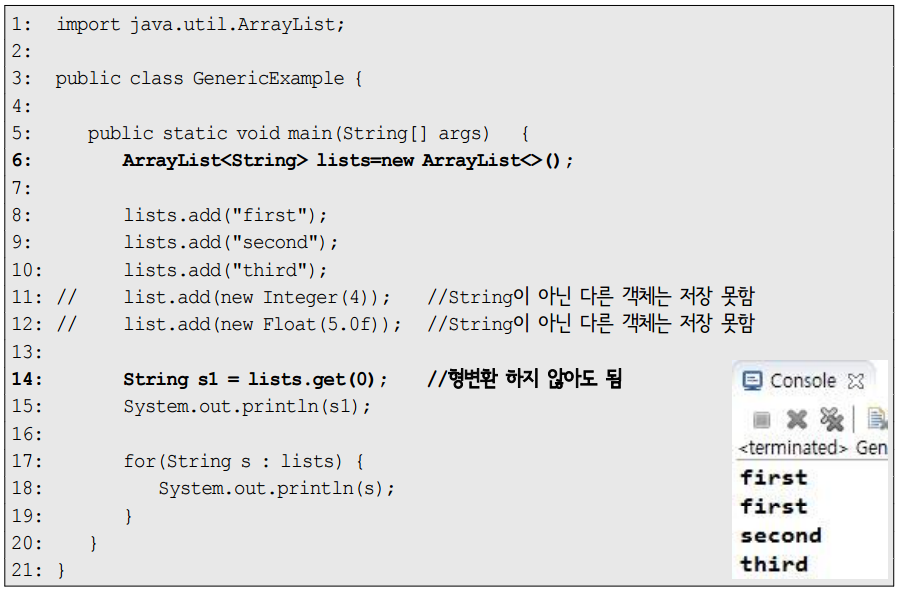 1: import java.util.ArrayList;
2:
3: public class GenericExample {
4:
5: public static void main(String[] args) {
6: ArrayList<String> lists=new ArrayList<>();
7:
8: lists.add("first");
9: lists.add("second");
10: lists.add("third");
11: // list.add(new Integer(4)); //String이 아닌 다른 객체는 저장 못함
12: // list.add(new Float(5.0f)); //String이 아닌 다른 객체는 저장 못함
13:
14: String s1 = lists.get(0); //형변환 하지 않아도 됨
15: System.out.println(s1);
16:
17: for(String s : lists) {
18: System.out.println(s);
19: }
20: }
21: }
Console
<terminated> Gen
first
first
second
third